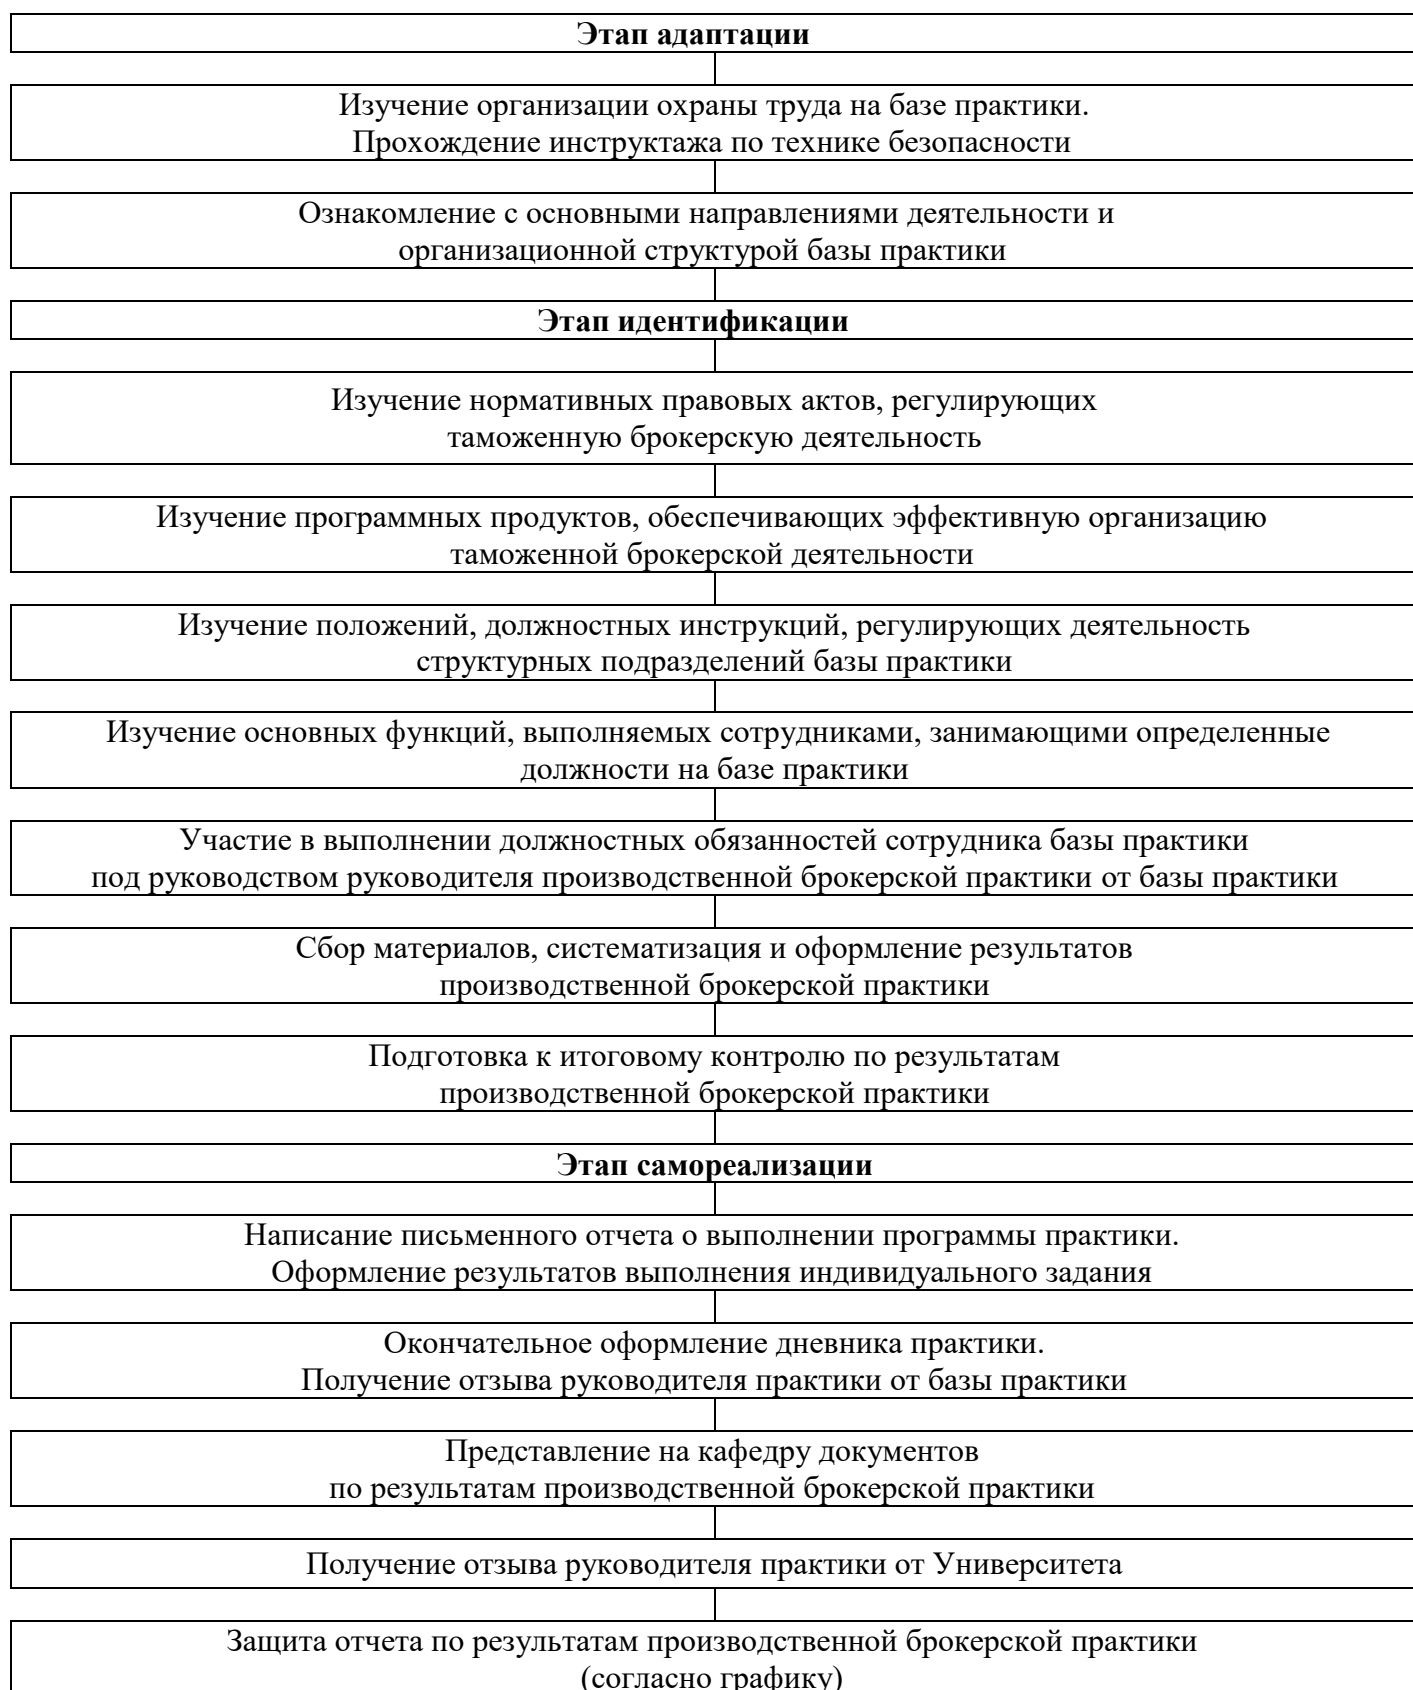 Этап адаптации
Изучение организации охраны труда на базе практики.
Прохождение инструктажа по технике безопасности
Ознакомление с основными направлениями деятельности и
организационной структурой базы практики
Этап идентификации
Изучение нормативных правовых актов, регулирующих
таможенную брокерскую деятельность
Изучение программных продуктов, обеспечивающих эффективную организацию
таможенной брокерской деятельности
Изучение положений, должностных инструкций, регулирующих деятельность
структурных подразделений базы практики
Изучение основных функций, выполняемых сотрудниками, занимающими определенные
должности на базе практики
Участие в выполнении должностных обязанностей сотрудника базы практики
под руководством руководителя производственной брокерской практики от базы практики
Сбор материалов, систематизация и оформление результатов
производственной брокерской практики
Подготовка к итоговому контролю по результатам
производственной брокерской практики
Этап самореализации
Написание письменного отчета о выполнении программы практики.
Оформление результатов выполнения индивидуального задания
Окончательное оформление дневника практики.
Получение отзыва руководителя практики от базы практики
Представление на кафедру документов
по результатам производственной брокерской практики
Получение отзыва руководителя практики от Университета
Защита отчета по результатам производственной брокерской практики
(согласно графику)